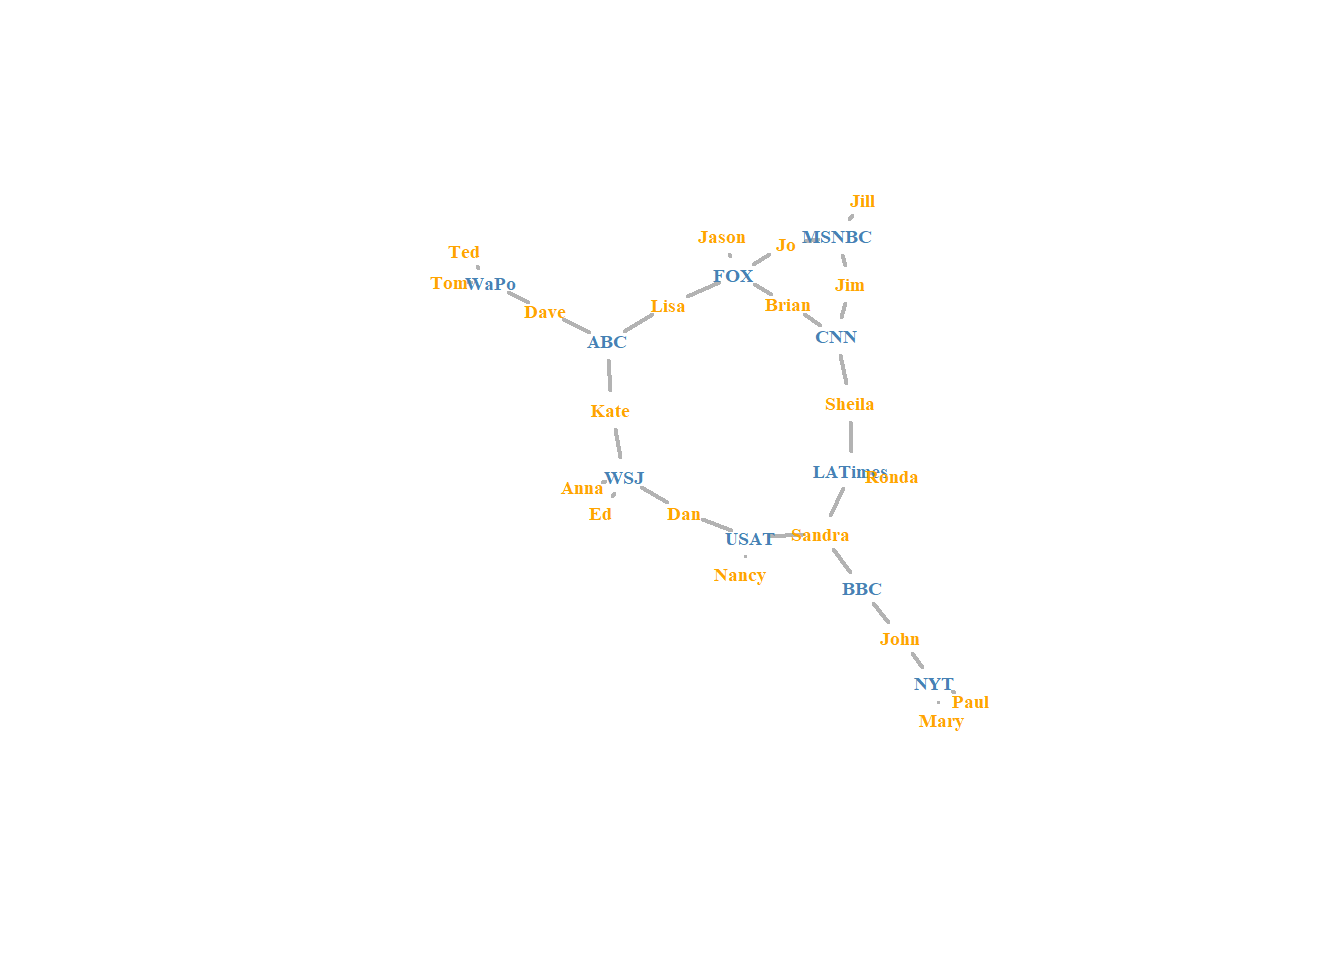 Jill
Jason
Jo
MSNBC
Ted
FOX
Tom
WaPo
Jim
Lisa
Brian
Dave
ABC
CNN
Kate
Sheila
WSJ
LATimes
Ronda
Anna
Ed
Dan
USAT
Sandra
Nancy
BBC
John
NYT
Paul
Mary